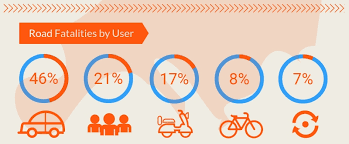 Road Fatalities by User
46% 21% 17% 8% 7%